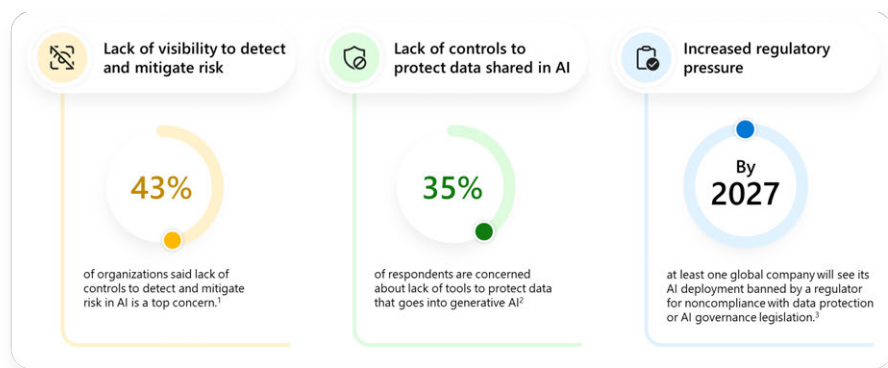 Lack of visibility to detect
and mitigate risk
43%
of organizations said lack of
controls to detect and mitigate
risk in AI is a top concern.¹
Lack of controls to
protect data shared in AI
35%
of respondents are concerned
about lack of tools to protect data
that goes into generative AI²
Increased regulatory
pressure
By
2027
at least one global company will see its
AI deployment banned by a regulator
for noncompliance with data protection
or AI governance legislation.³